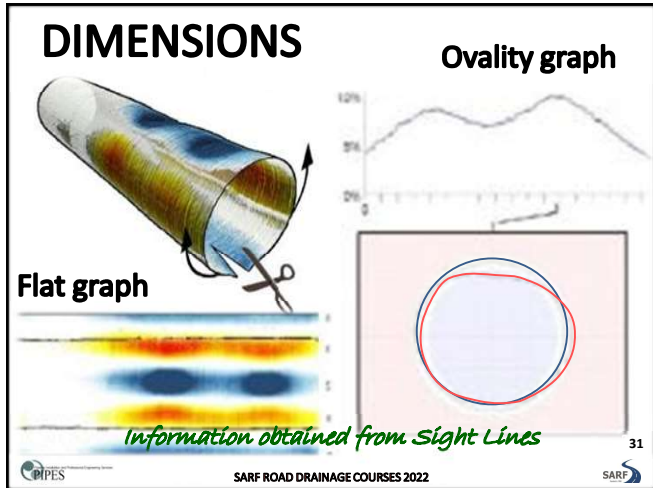 DIMENSIONS
Ovality graph
5%
0%
0
Flat graph
Information obtained from Sight Lines
31
PIPES
SARF ROAD DRAINAGE COURSES 2022
SARF